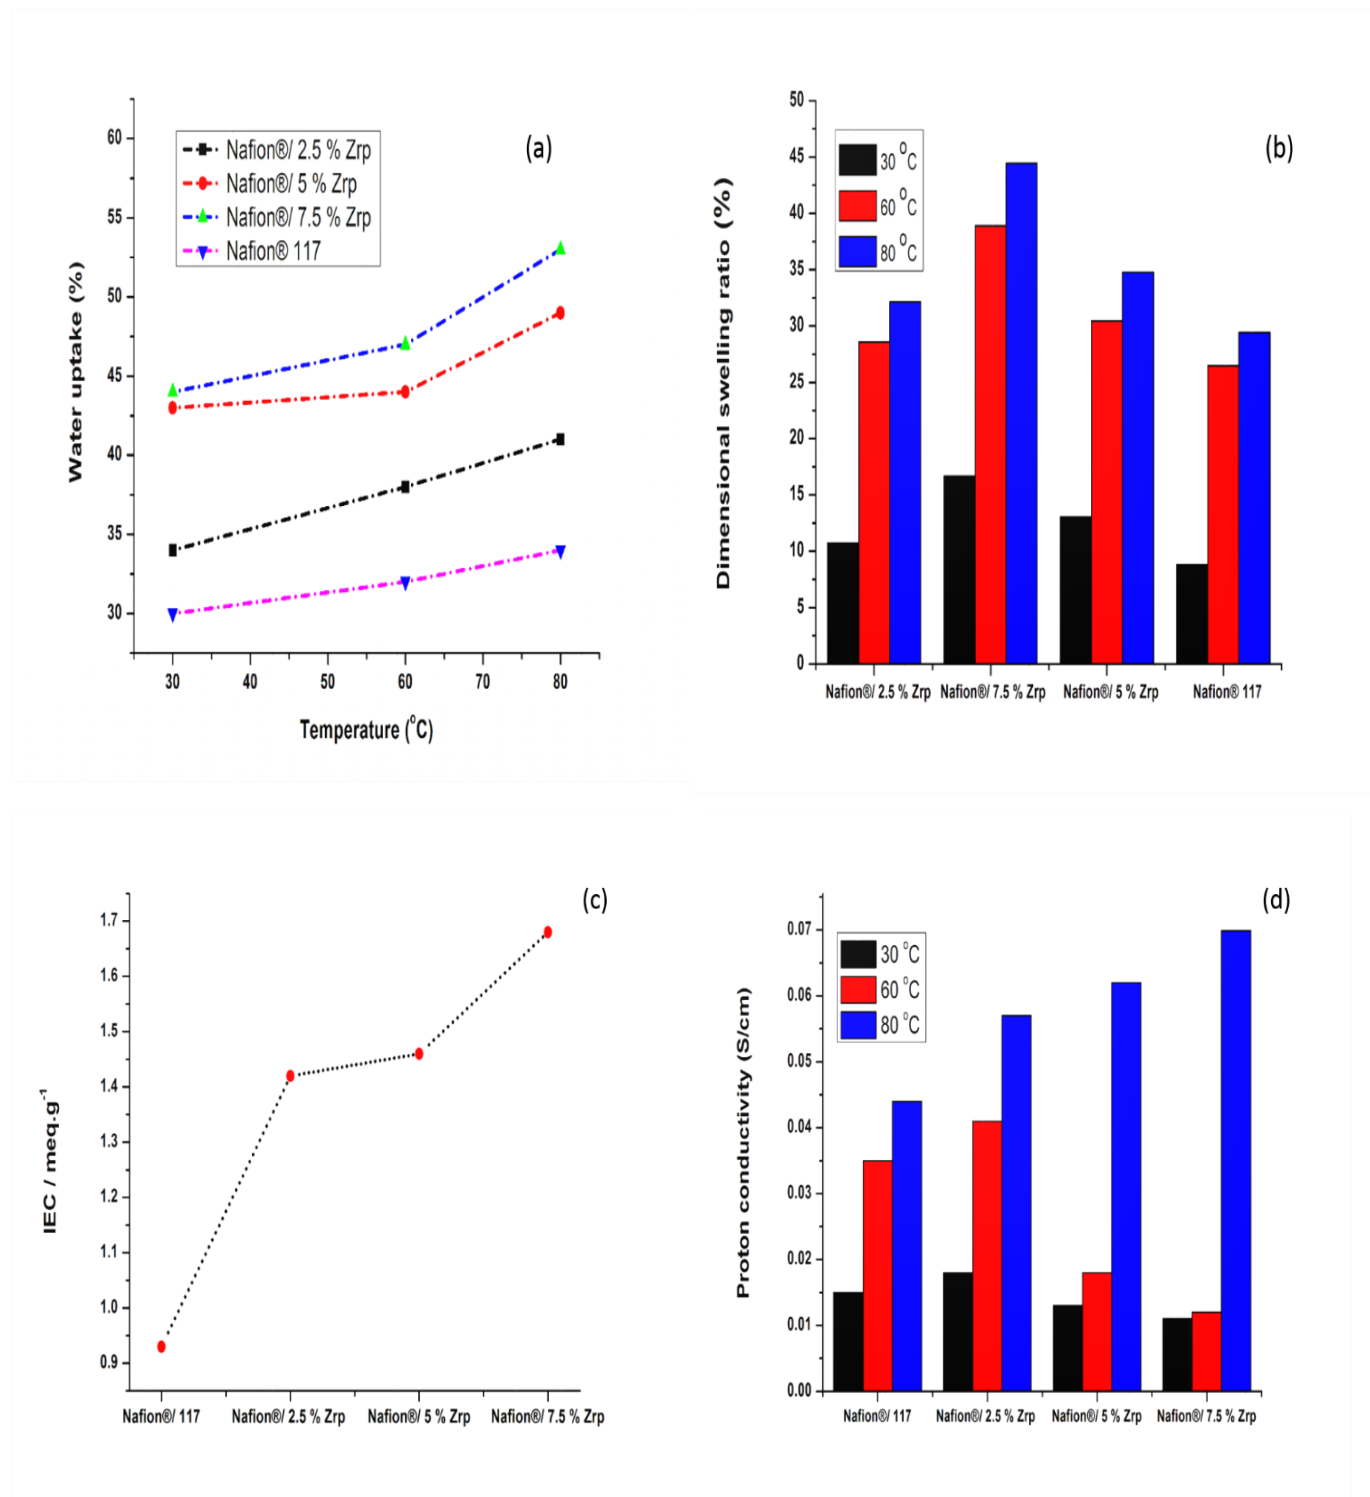 (a)
Nafion®/ 2.5 % Zrp
Nafion®/ 5 % Zrp
Nafion®/ 7.5 % Zrp
Nafion® 117
Water uptake (%)
60
55
50
45
40
35
30
30 40 50 60 70 80
Temperature (°C)
(b)
30 °C
60 °C
80 °C
Dimensional swelling ratio (%)
50
45
40
35
30
25
20
15
10
5
0
Nafion®/ 2.5 % Zrp Nafion®/ 7.5 % Zrp Nafion®/ 5 % Zrp Nafion® 117
(c)
IEC / meq.g⁻¹
1.7
1.6
1.5
1.4
1.3
1.2
1.1
1.0
0.9
Nafion®/ 117 Nafion®/ 2.5 % Zrp Nafion®/ 5 % Zrp Nafion®/ 7.5 % Zrp
(d)
30 °C
60 °C
80 °C
Proton conductivity (S/cm)
0.07
0.06
0.05
0.04
0.03
0.02
0.01
0.00
Nafion®/ 117 Nafion®/ 2.5 % Zrp Nafion®/ 5 % Zrp Nafion®/ 7.5 % Zrp